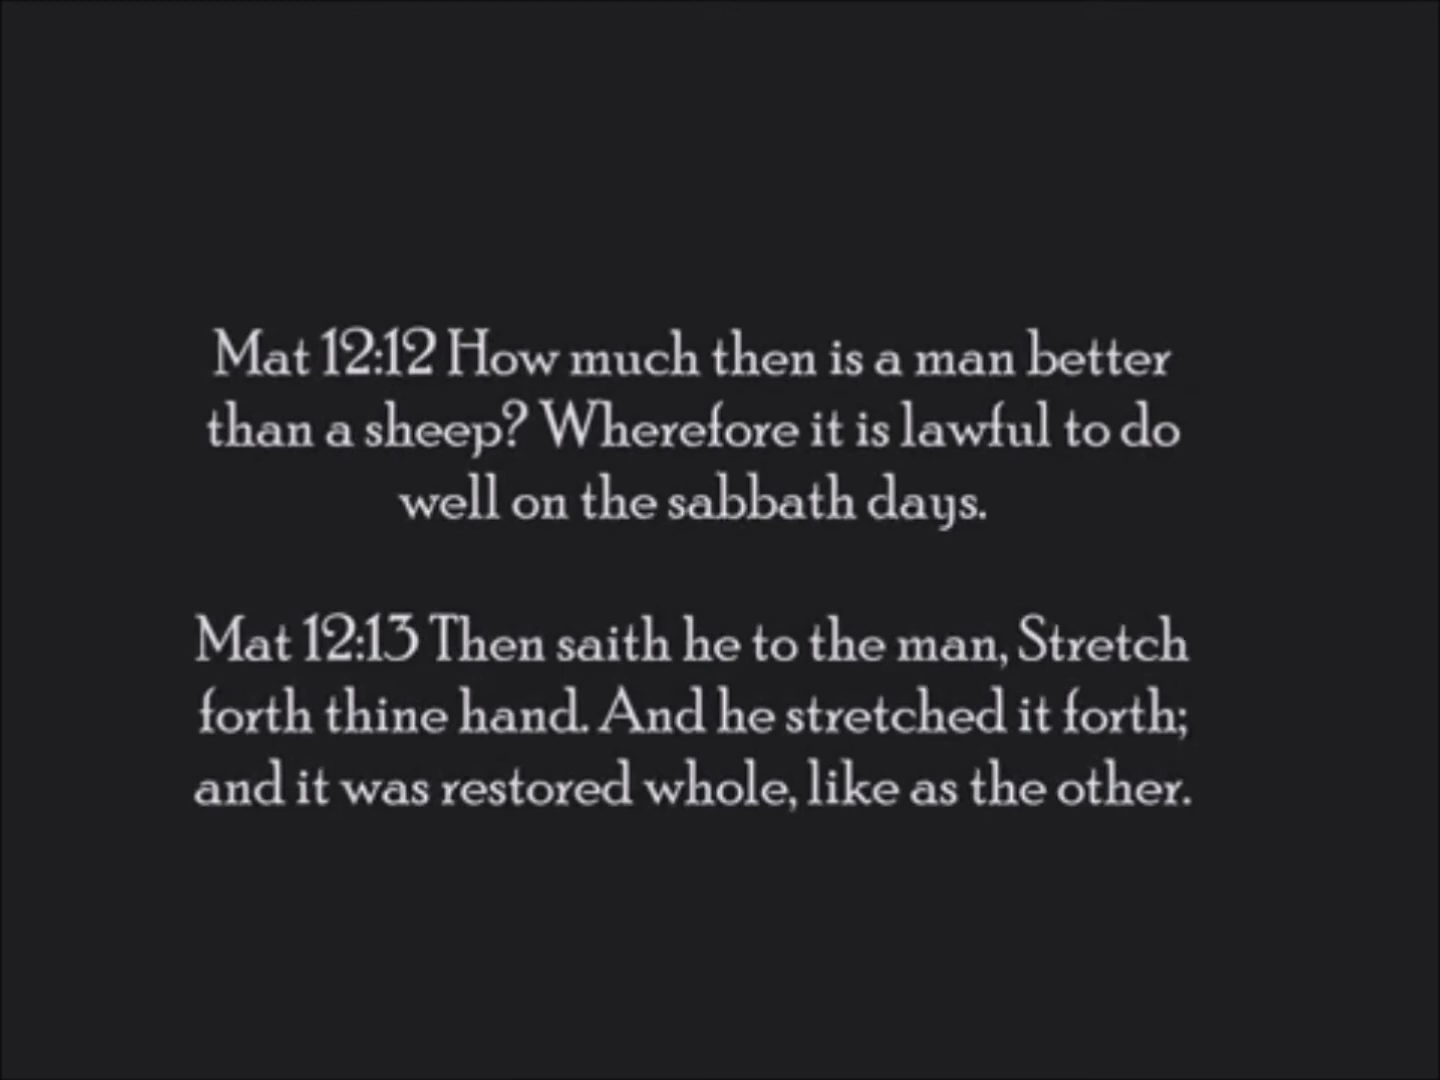 Mat 12:12 How much then is a man better
than a sheep? Wherefore it is lawful to do
well on the sabbath days.
Mat 12:13 Then saith he to the man, Stretch
forth thine hand. And he stretched it forth;
and it was restored whole, like as the other.